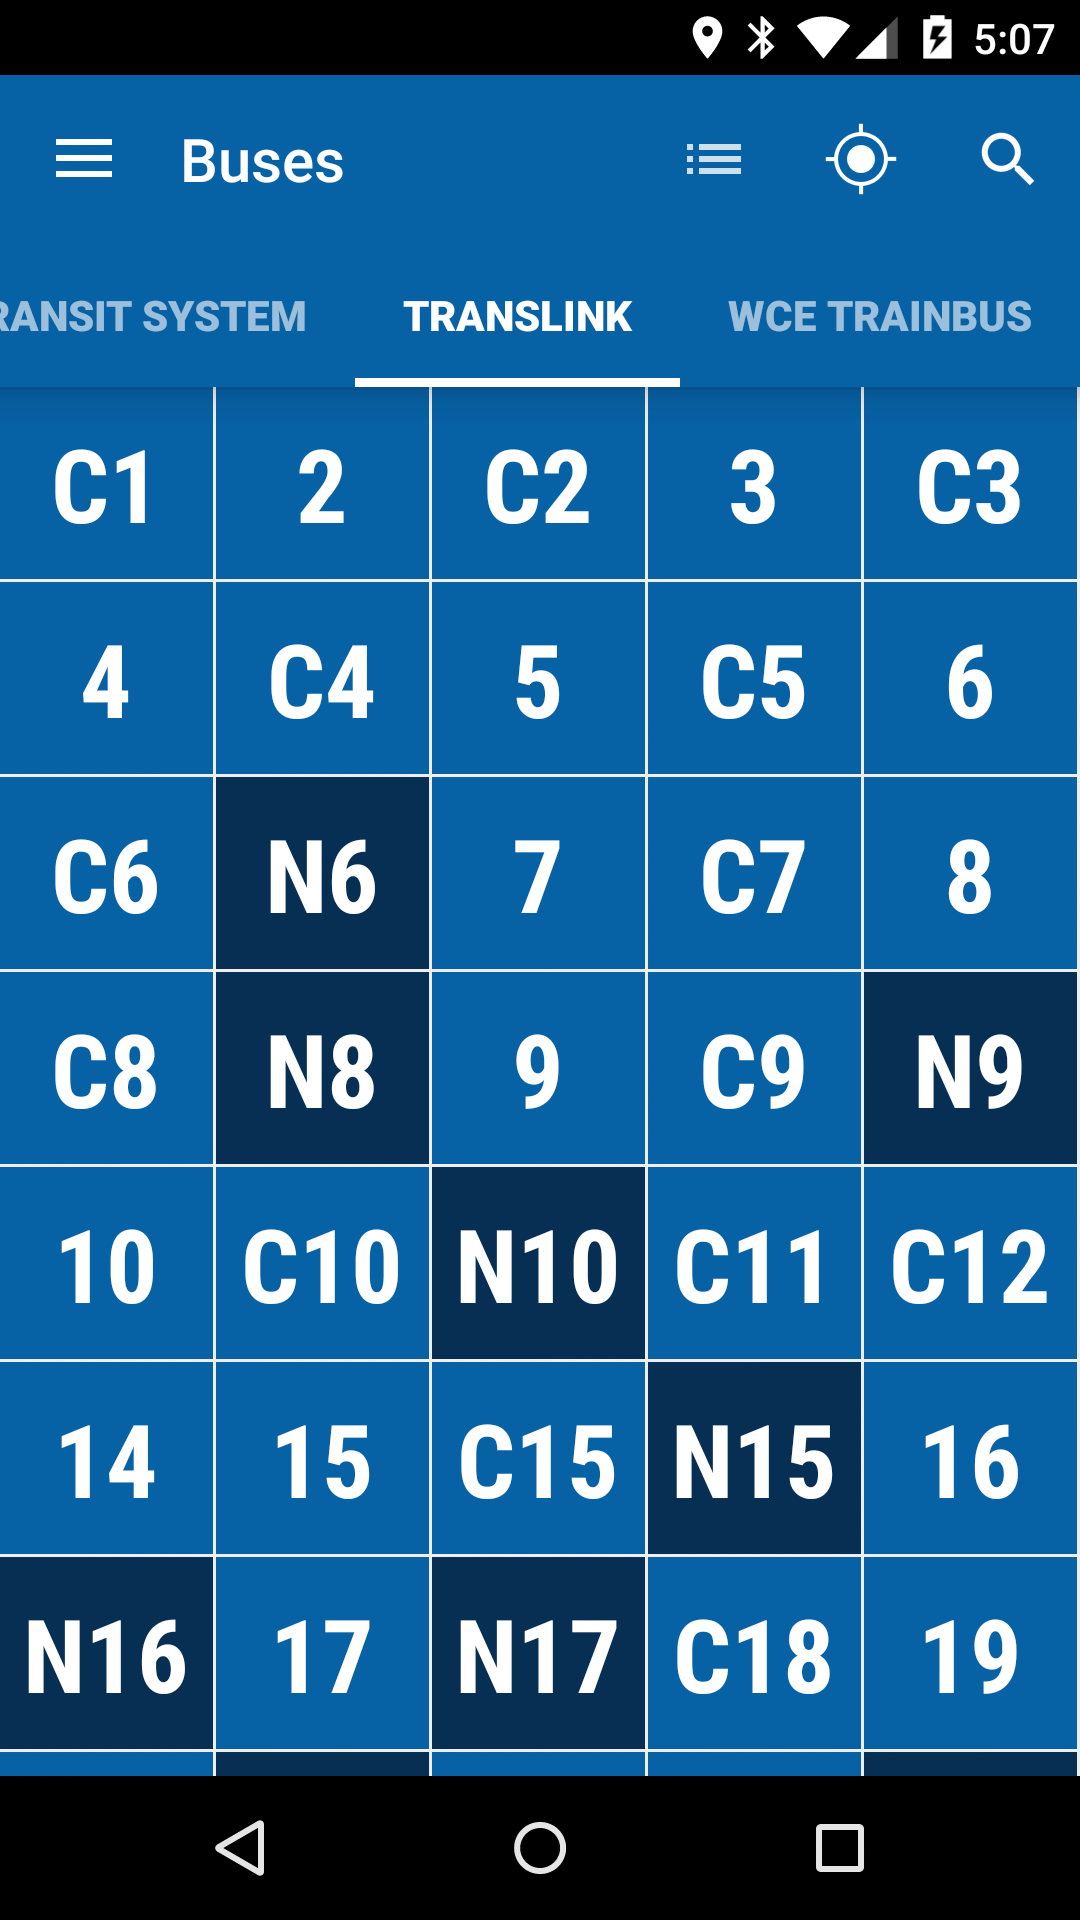 5:07
Buses
RANSIT SYSTEM TRANSLINK WCE TRAINBUS
C1 2 C2 3 C3
4 C4 5 C5 6
C6 N6 7 C7 8
C8 N8 9 C9 N9
10 C10 N10 C11 C12
14 15 C15 N15 16
N16 17 N17 C18 19